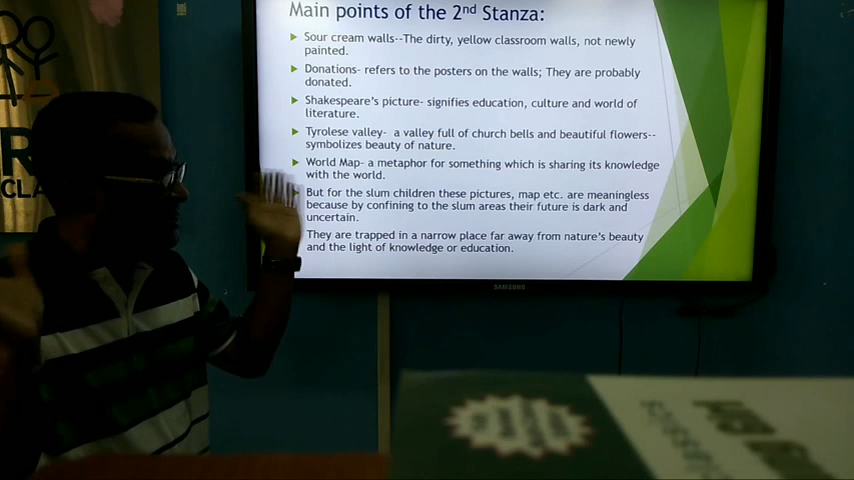 Main points of the 2nd Stanza:
Sour cream walls--The dirty, yellow classroom walls, not newly
painted.
Donations- refers to the posters on the walls; They are probably
donated.
Shakespeare's picture- signifies education, culture and world of
literature.
Tyrolese valley- a valley full of church bells and beautiful flowers--
symbolizes beauty of nature.
World Map- a metaphor for something which is sharing its knowledge
with the world.
But for the slum children these pictures, map etc. are meaningless
because by confining to the slum areas their future is dark and
uncertain.
They are trapped in a narrow place far away from nature's beauty
and the light of knowledge or education.
SAMSUNG
R
CLA